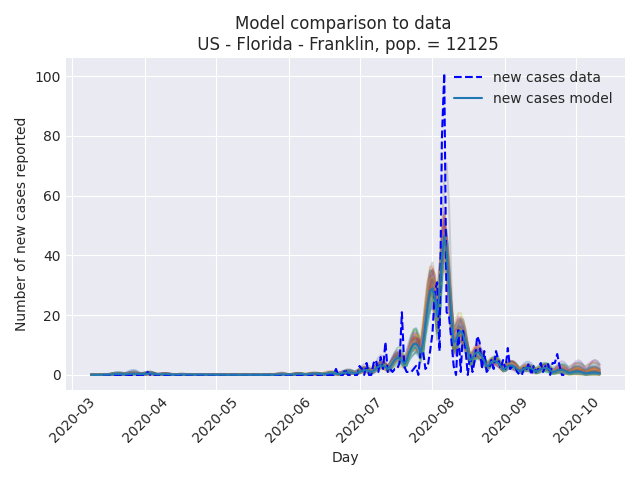 Model comparison to data
US - Florida - Franklin, pop. = 12125
new cases data
new cases model
Number of new cases reported
100
80
60
40
20
0
2020-03
2020-04
2020-05
2020-06
2020-07
2020-08
2020-09
2020-10
Day